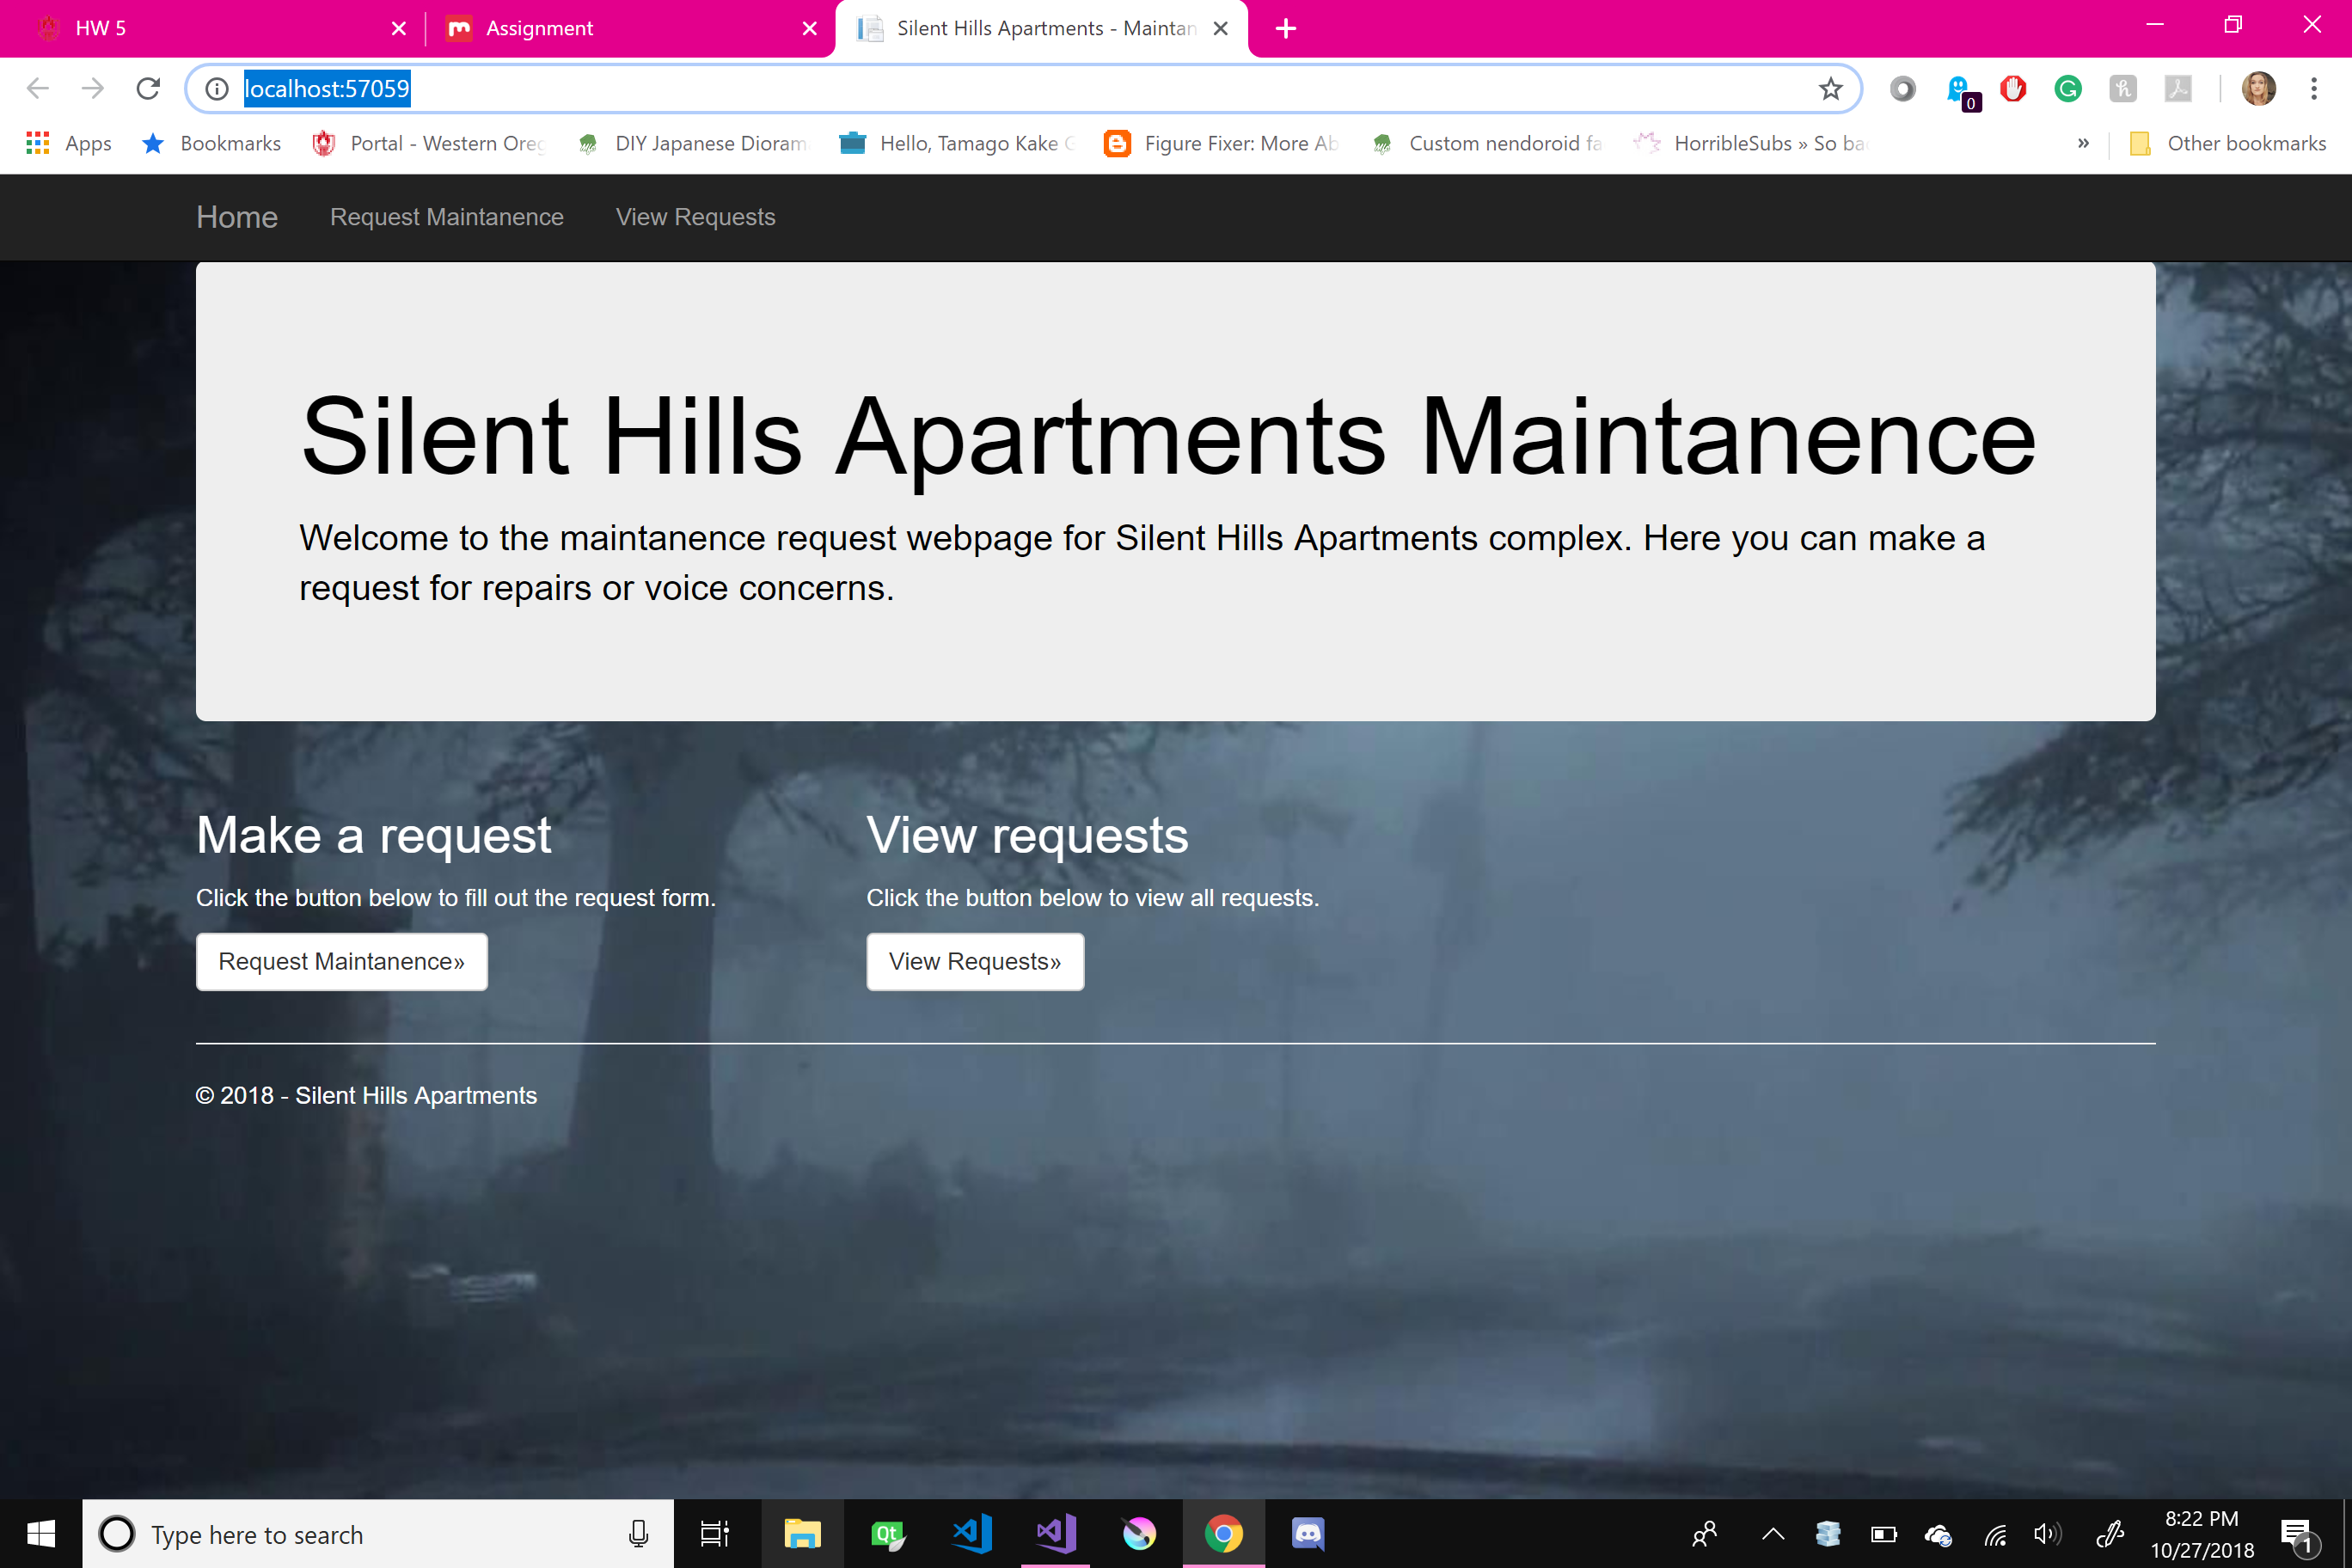 HW 5
Assignment
Silent Hills Apartments - Maintan
localhost:57059
0
Apps
Bookmarks
Portal - Western Oreg
DIY Japanese Dioram
Hello, Tamago Kake G
Figure Fixer: More Ab
Custom nendoroid fa
HorribleSubs » So ba
»
Other bookmarks
Home
Request Maintanence
View Requests
Silent Hills Apartments Maintanence
Welcome to the maintanence request webpage for Silent Hills Apartments complex. Here you can make a
request for repairs or voice concerns.
Make a request
View requests
Click the button below to fill out the request form.
Click the button below to view all requests.
Request Maintanence»
View Requests»
© 2018 - Silent Hills Apartments
Type here to search
Qt
8:22 PM
10/27/2018
1